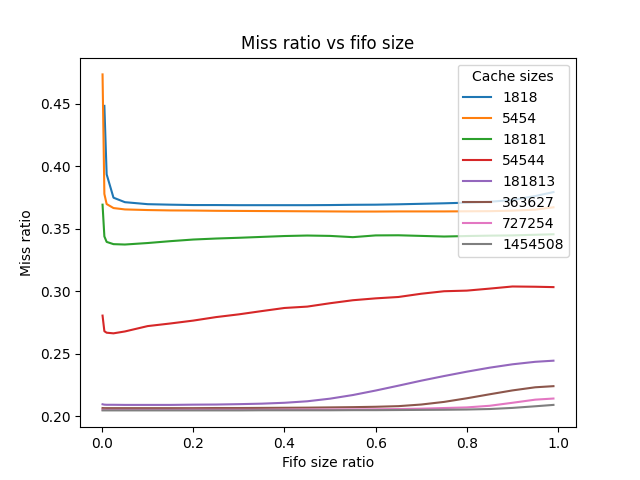 Miss ratio vs fifo size
Cache sizes
1818
5454
18181
54544
181813
363627
727254
1454508
Miss ratio
0.45
0.40
0.35
0.30
0.25
0.20
0.0 0.2 0.4 0.6 0.8 1.0
Fifo size ratio